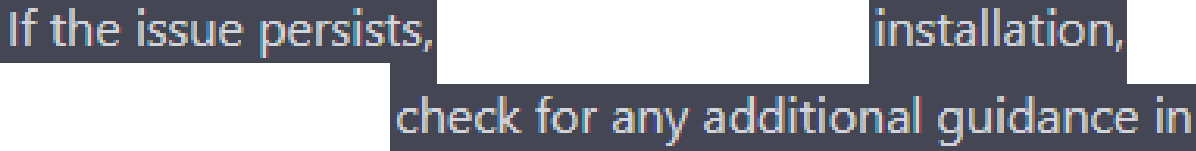 If the issue persists, installation,
check for any additional guidance in